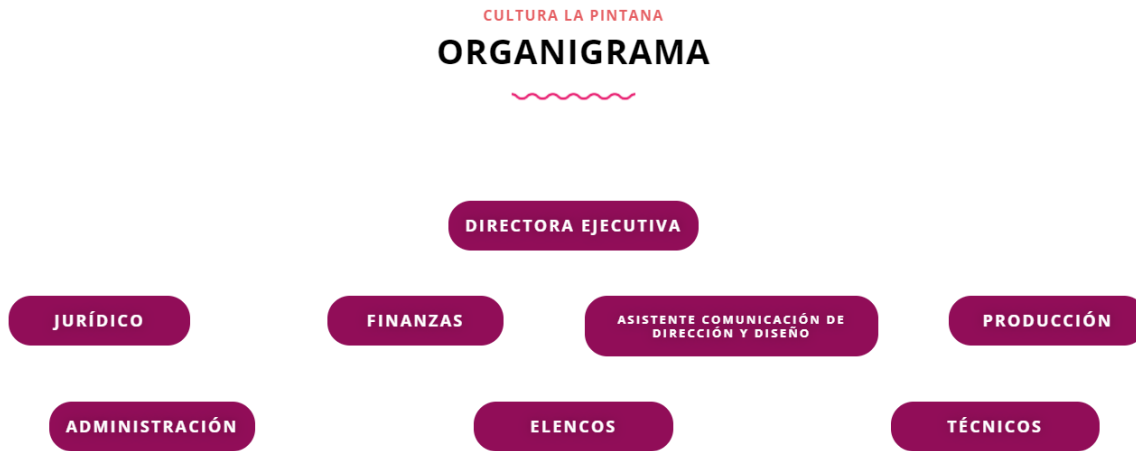 CULTURA LA PINTANA
ORGANIGRAMA
DIRECTORA EJECUTIVA
JURÍDICO
FINANZAS
ASISTENTE COMUNICACIÓN DE
DIRECCIÓN Y DISEÑO
PRODUCCIÓN
ADMINISTRACIÓN
ELENCOS
TÉCNICOS